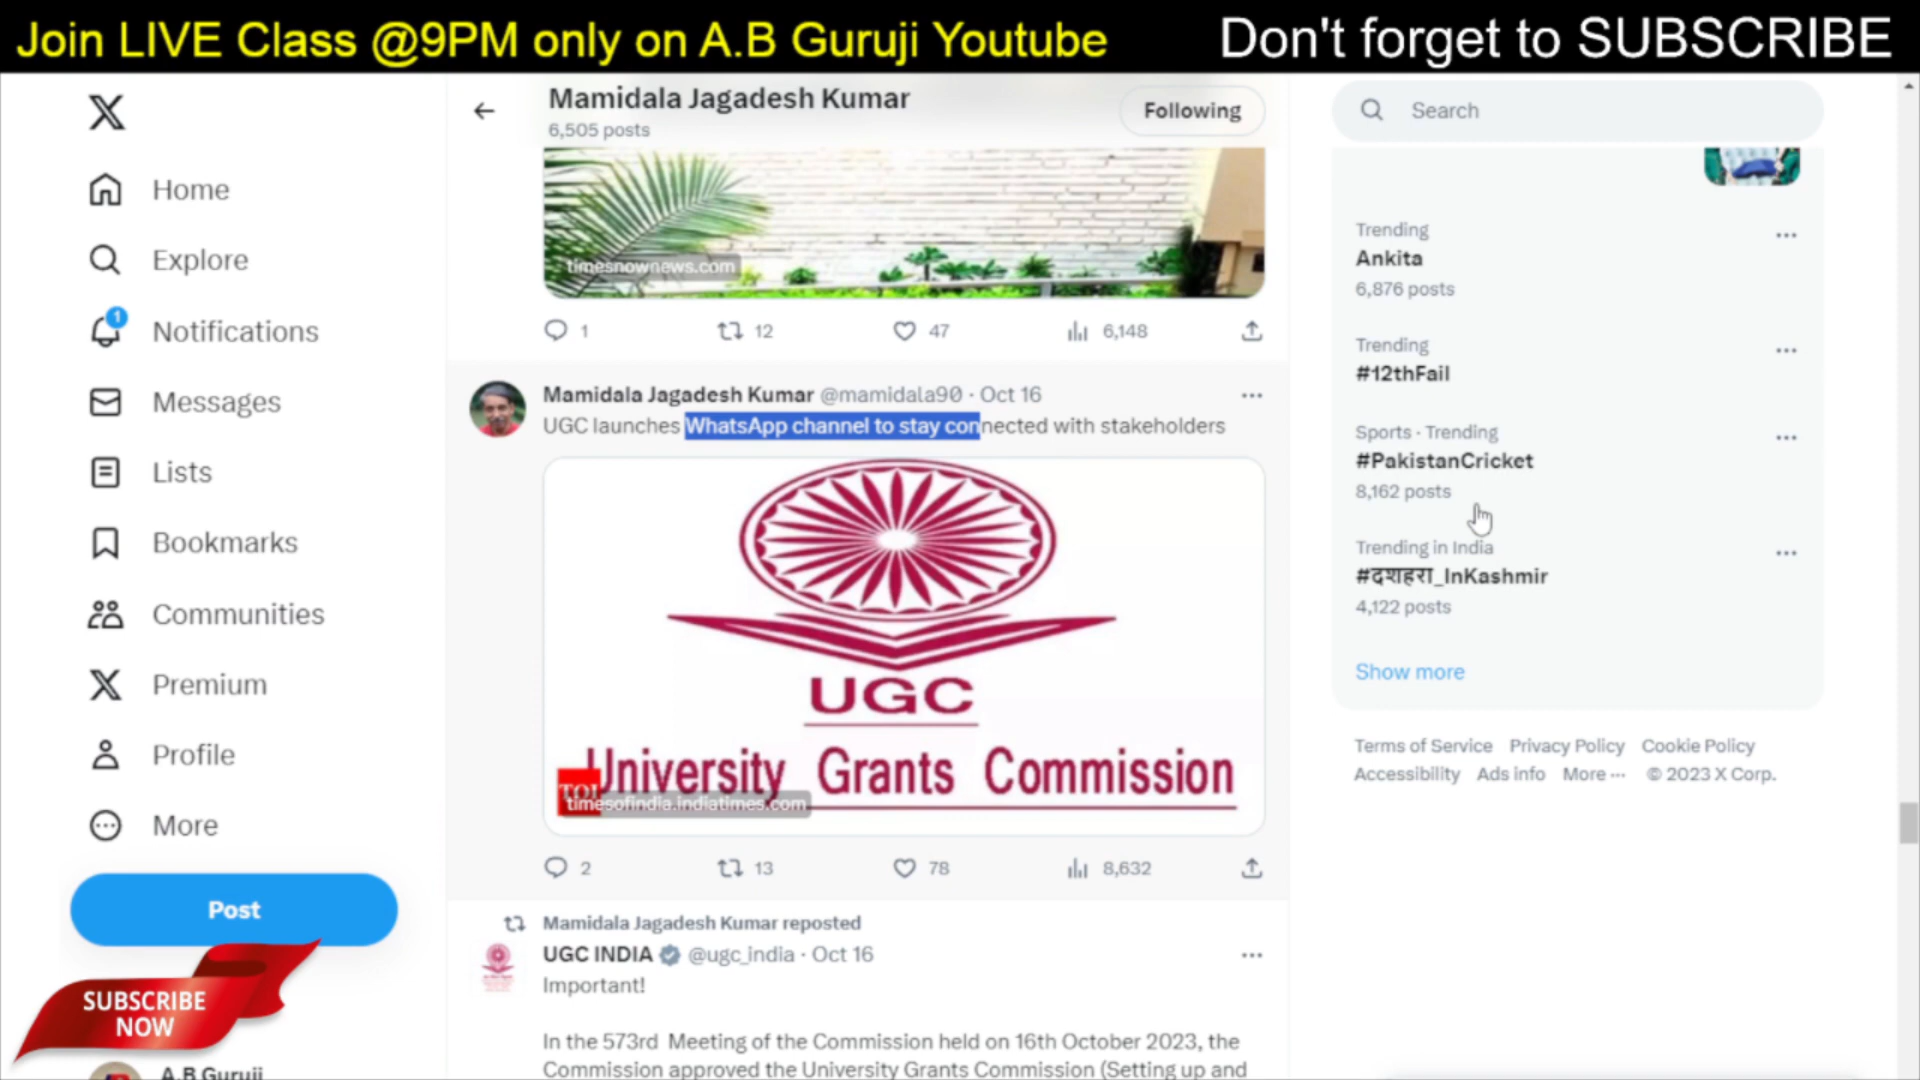 Join LIVE Class @9PM only on A.B Guruji Youtube
Don't forget to SUBSCRIBE
Home
Explore
1
Notifications
Messages
Lists
Bookmarks
Communities
Premium
Profile
More
Post
SUBSCRIBE
NOW
A.B Guruji
Mamidala Jagadesh Kumar
6,505 posts
Following
timesnownews.com
1 12 47 6,148
Mamidala Jagadesh Kumar @mamidala90 · Oct 16
UGC launches WhatsApp channel to stay connected with stakeholders
UGC
University Grants Commission
TOI
timesofindia.indiatimes.com
2 13 78 8,632
Mamidala Jagadesh Kumar reposted
UGC INDIA @ugc_india · Oct 16
Important!
In the 573rd Meeting of the Commission held on 16th October 2023, the
Commission approved the University Grants Commission (Setting up and
Search
Trending
Ankita
6,876 posts
Trending
#12thFail
Sports · Trending
#PakistanCricket
8,162 posts
Trending in India
#दशहरा_InKashmir
4,122 posts
Show more
Terms of Service Privacy Policy Cookie Policy
Accessibility Ads info More ··· © 2023 X Corp.